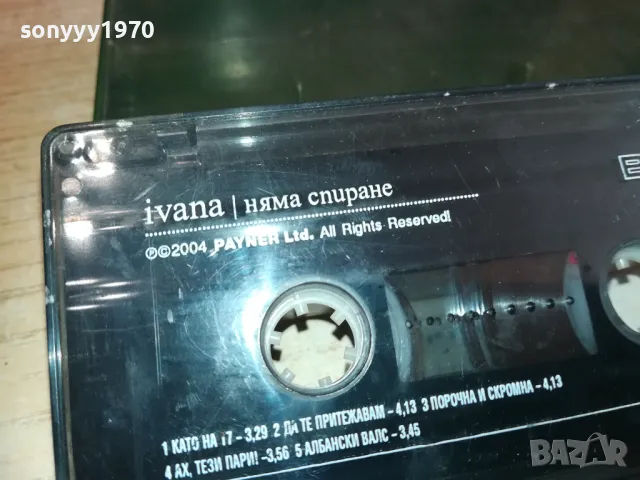 sonyyy1970
ivana | няма спиране
℗©2004 PAYNER Ltd. All Rights Reserved!
1 КАТО НА 17 – 3,29 2 ДА ТЕ ПРИТЕЖАВАМ – 4,13 3 ПОРОЧНА И СКРОМНА – 4,13
4 АХ, ТЕЗИ ПАРИ! –3,56 5 АЛБАНСКИ ВАЛС – 3,45
BAZAR